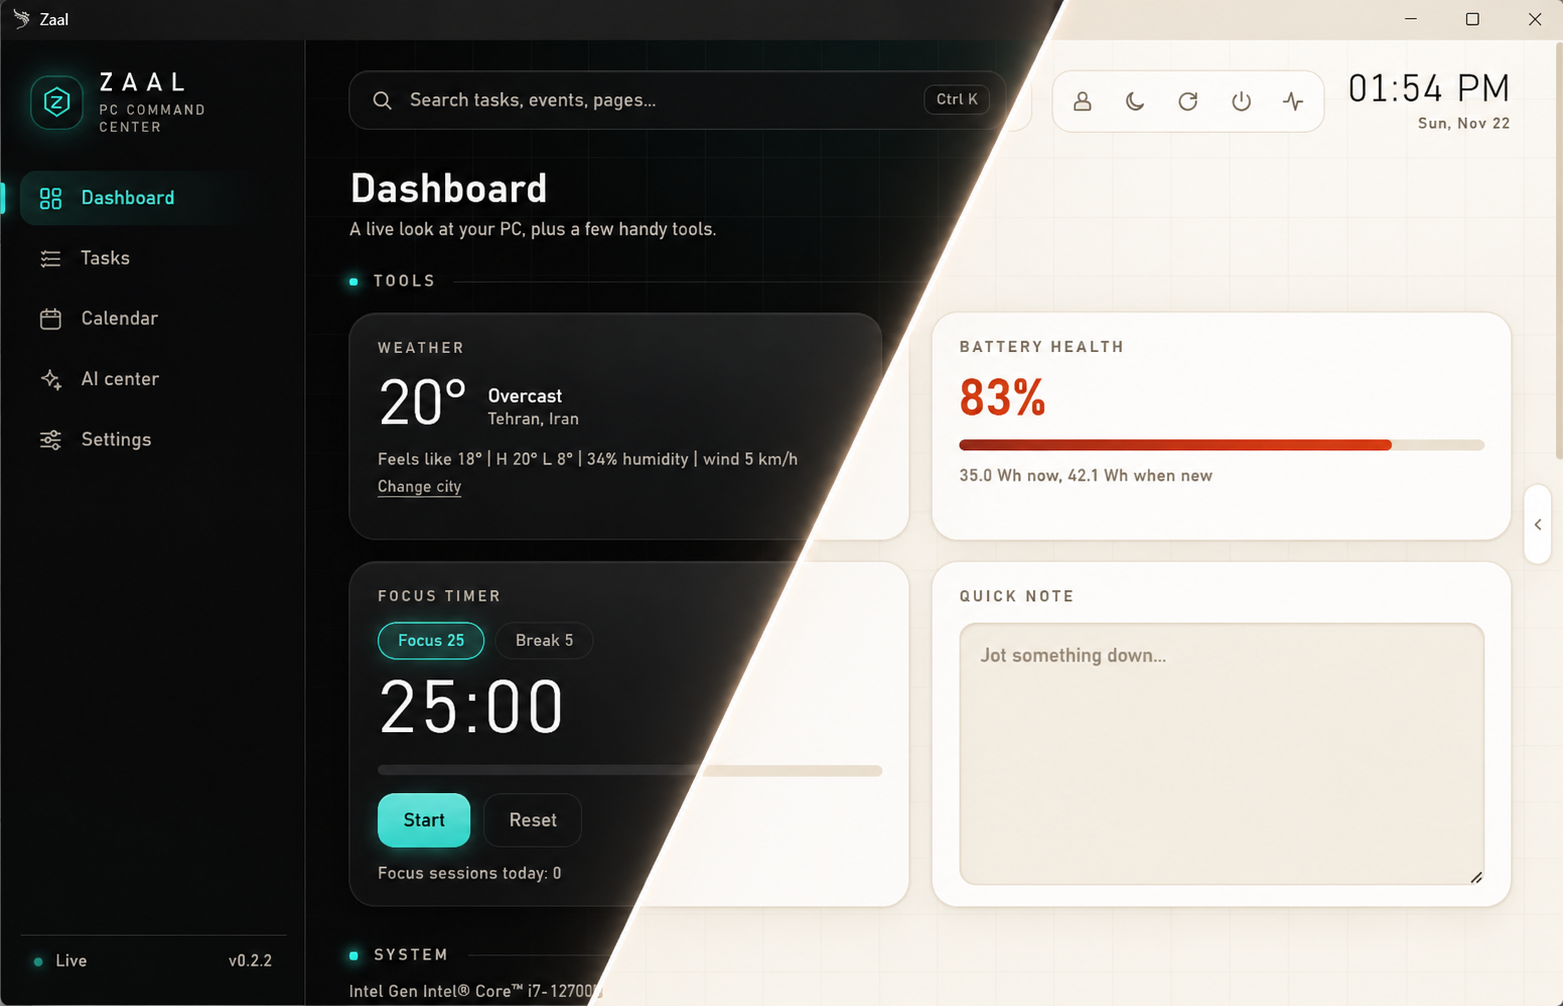 Zaal
ZAAL
PC COMMAND
CENTER
Dashboard
Tasks
Calendar
AI center
Settings
Live
v0.2.2
Search tasks, events, pages...
Ctrl K
01:54 PM
Sun, Nov 22
Dashboard
A live look at your PC, plus a few handy tools.
TOOLS
WEATHER
20°
Overcast
Tehran, Iran
Feels like 18° | H 20° L 8° | 34% humidity | wind 5 km/h
Change city
BATTERY HEALTH
83%
35.0 Wh now, 42.1 Wh when new
FOCUS TIMER
Focus 25
Break 5
25:00
Start
Reset
Focus sessions today: 0
QUICK NOTE
Jot something down...
SYSTEM
Intel Gen Intel® Core™